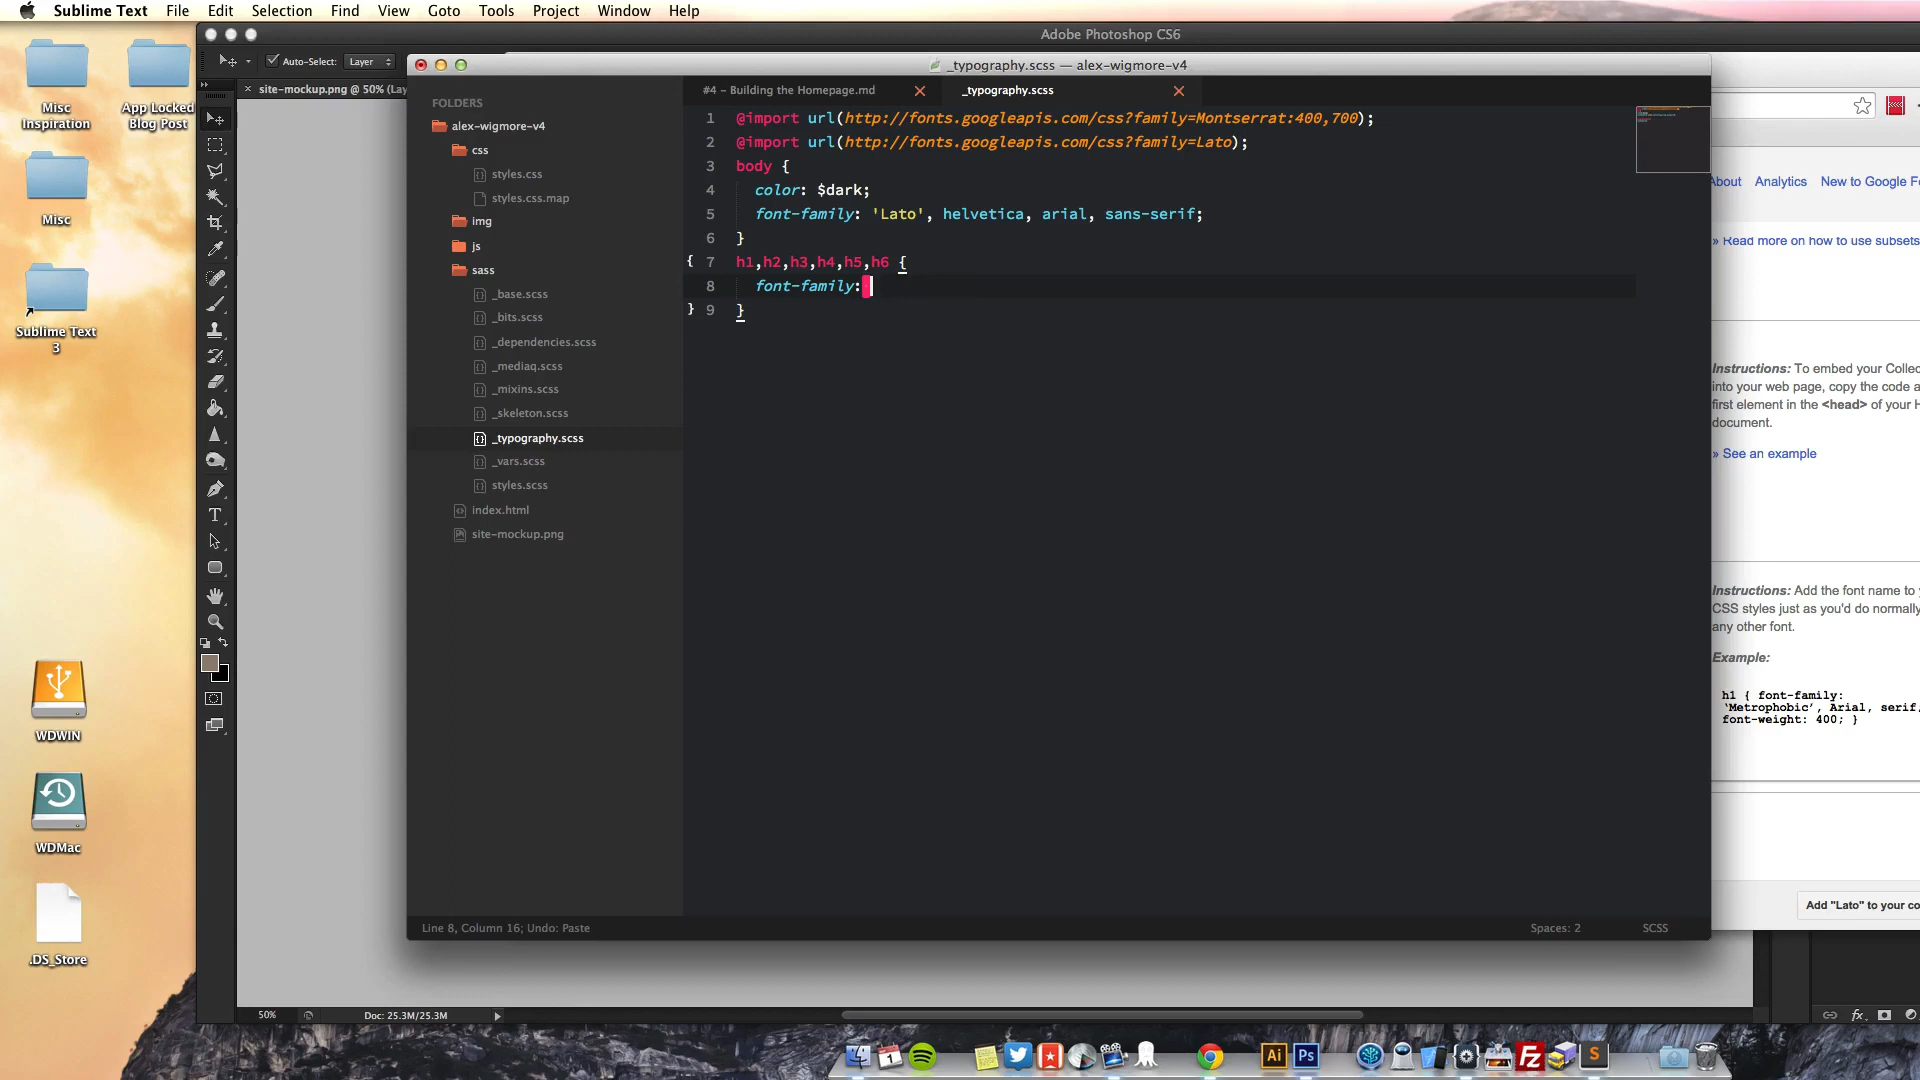 Sublime Text File Edit Selection Find View Goto Tools Project Window Help
Adobe Photoshop CS6
Auto-Select: Layer
site-mockup.png @ 50% (Lay
_typography.scss — alex-wigmore-v4
#4 – Building the Homepage.md
_typography.scss
FOLDERS
alex-wigmore-v4
css
styles.css
styles.css.map
img
js
sass
_base.scss
_bits.scss
_dependencies.scss
_mediaq.scss
_mixins.scss
_skeleton.scss
_typography.scss
_vars.scss
styles.scss
index.html
site-mockup.png
1 @import url(http://fonts.googleapis.com/css?family=Montserrat:400,700);
2 @import url(http://fonts.googleapis.com/css?family=Lato);
3 body {
4 color: $dark;
5 font-family: 'Lato', helvetica, arial, sans-serif;
6 }
{ 7 h1,h2,h3,h4,h5,h6 {
8 font-family:
} 9 }
Line 8, Column 16; Undo: Paste
Spaces: 2
SCSS
Misc
Inspiration
App Locked
Blog Post
Misc
Sublime Text
3
WDWIN
WDMac
.DS_Store
About Analytics New to Google Fo
» Read more on how to use subsets
Instructions: To embed your Collec
into your web page, copy the code a
first element in the <head> of your H
document.
» See an example
Instructions: Add the font name to y
CSS styles just as you'd do normally
any other font.
Example:
h1 { font-family:
'Metrophobic', Arial, serif;
font-weight: 400; }
Add "Lato" to your co
50%
Doc: 25.3M/25.3M
fx
1
Ai
Ps
FZ
S